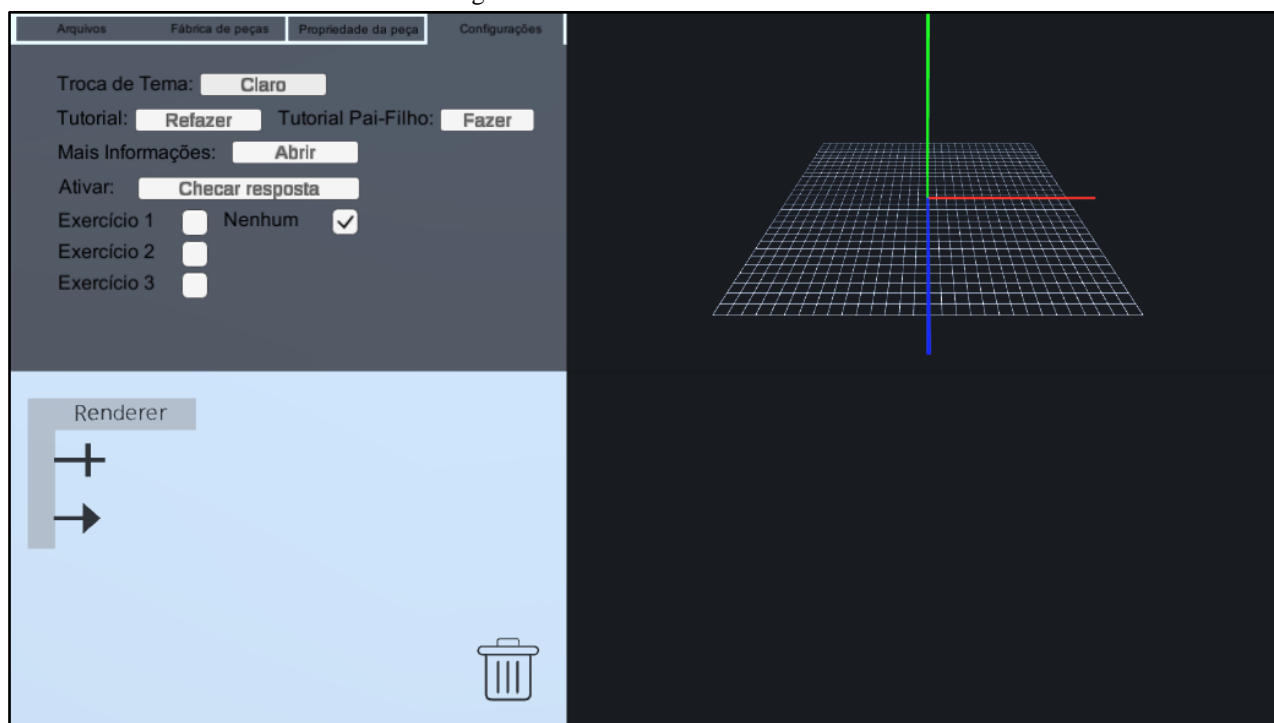 Arquivos Fábrica de peças Propriedade da peça Configurações
Troca de Tema: Claro
Tutorial: Refazer Tutorial Pai-Filho: Fazer
Mais Informações: Abrir
Ativar: Checar resposta
Exercício 1 Nenhum
Exercício 2
Exercício 3
Renderer